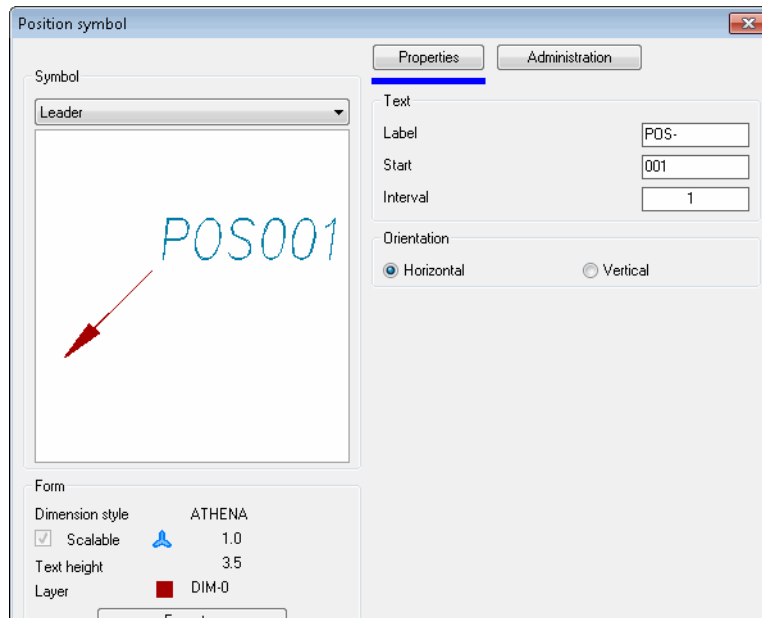 Position symbol
Properties
Administration
Symbol
Leader
POS001
Text
Label POS-
Start 001
Interval 1
Orientation
Horizontal
Vertical
Form
Dimension style ATHENA
Scalable 1.0
Text height 3.5
Layer DIM-0